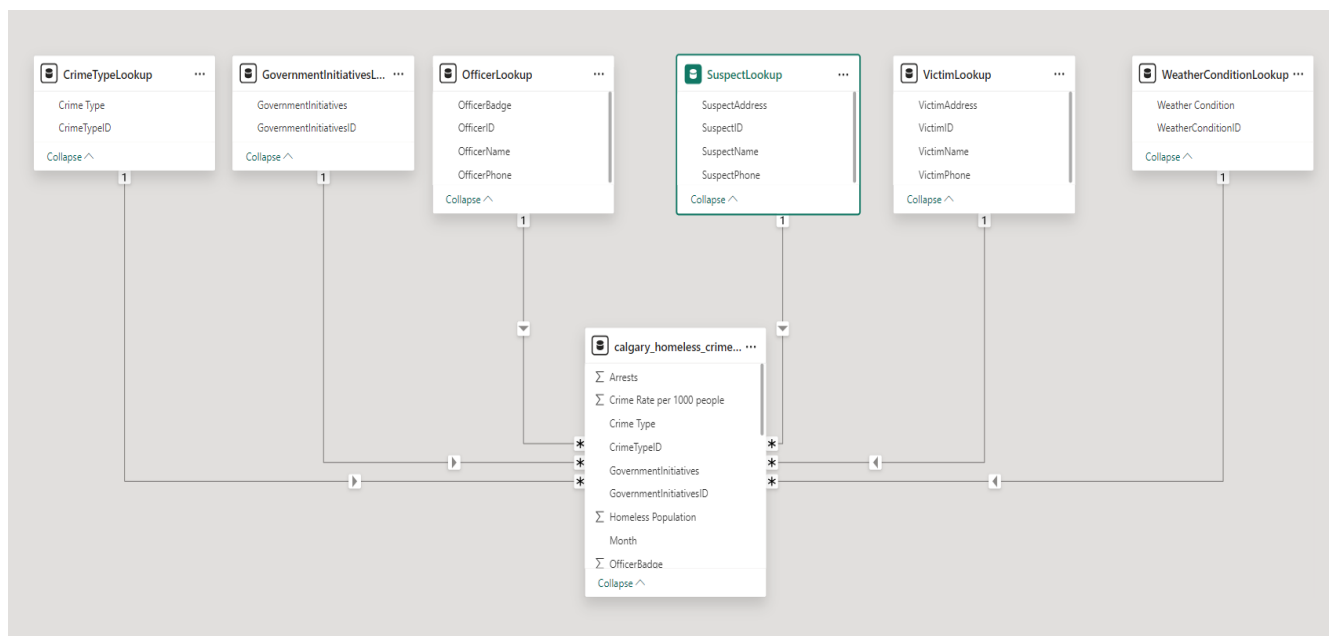 CrimeTypeLookup ...
Crime Type
CrimeTypeID
Collapse
GovernmentInitiativesL... ...
GovernmentInitiatives
GovernmentInitiativesID
Collapse
OfficerLookup ...
OfficerBadge
OfficerID
OfficerName
OfficerPhone
Collapse
SuspectLookup ...
SuspectAddress
SuspectID
SuspectName
SuspectPhone
Collapse
VictimLookup ...
VictimAddress
VictimID
VictimName
VictimPhone
Collapse
WeatherConditionLookup ...
Weather Condition
WeatherConditionID
Collapse
1 1 1 1 1 1
calgary_homeless_crime... ...
Σ Arrests
Σ Crime Rate per 1000 people
Crime Type
CrimeTypeID
GovernmentInitiatives
GovernmentInitiativesID
Σ Homeless Population
Month
Σ OfficerBadge
Collapse
* *
* *
* *